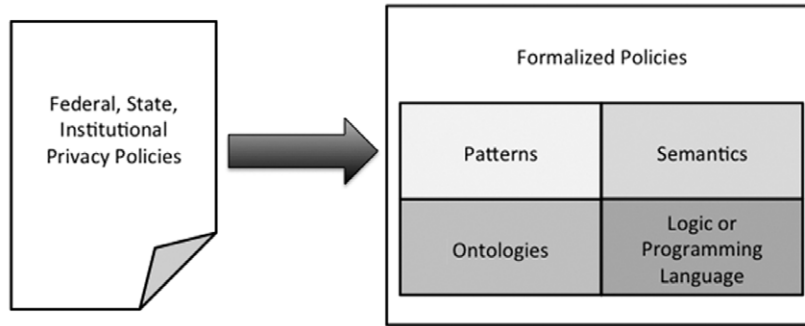 Federal, State,
Institutional
Privacy Policies
Formalized Policies
Patterns
Semantics
Ontologies
Logic or
Programming
Language